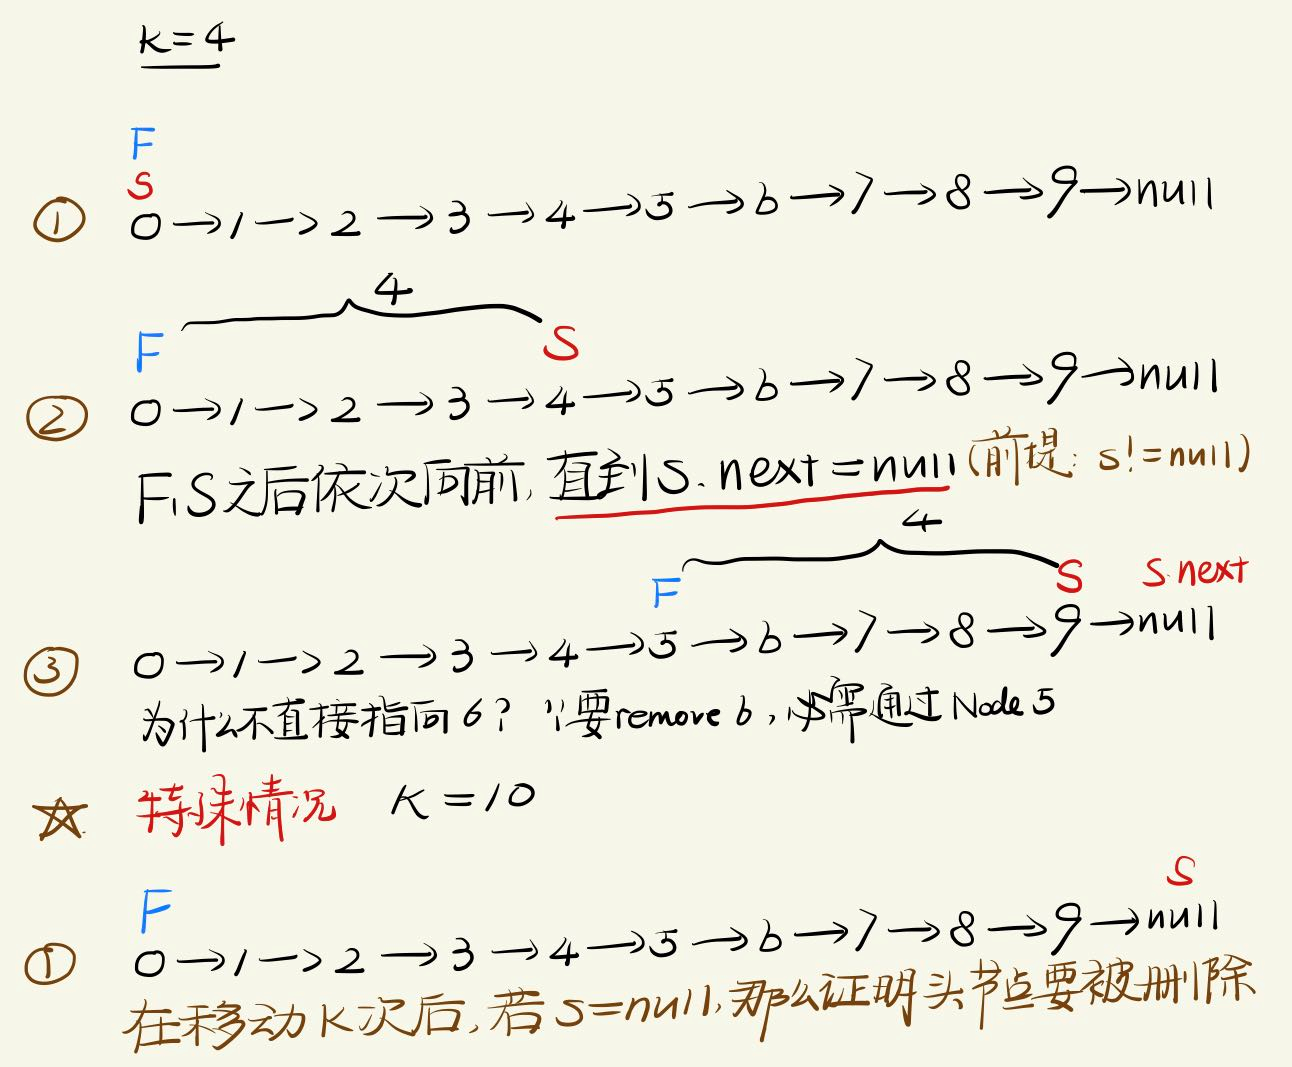 k=4
F
S
① 0→1→2→3→4→5→6→7→8→9→null
4
F S
② 0→1→2→3→4→5→6→7→8→9→null
F,S之后依次向前,直到S.next=null(前提:s!=null)
4
F S S.next
③ 0→1→2→3→4→5→6→7→8→9→null
为什么不直接指向6? ∵要remove 6,必需通过Node 5
☆ 特殊情况 K=10
F S
① 0→1→2→3→4→5→6→7→8→9→null
在移动K次后,若S=null,那么证明头节点要被删除